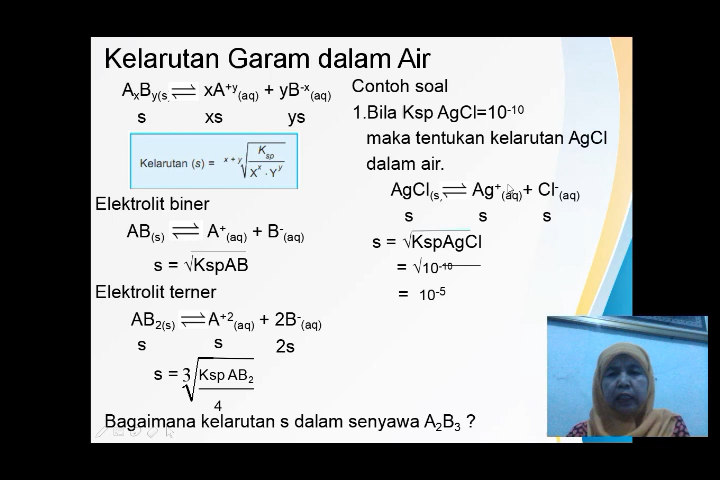 Kelarutan Garam dalam Air
AₓBᵧ₍ₛ ⇌ xA⁺ʸ(aq) + yB⁻ˣ(aq)
s xs ys
Kelarutan (s) = ˣ⁺ʸ√(Kₛₚ / Xˣ · Yʸ)
Elektrolit biner
AB(s) ⇌ A⁺(aq) + B⁻(aq)
s = √KspAB
Elektrolit terner
AB₂(s) ⇌ A⁺²(aq) + 2B⁻(aq)
s s 2s
s = ³√(Ksp AB₂ / 4)
Bagaimana kelarutan s dalam senyawa A₂B₃ ?
Contoh soal
1.Bila Ksp AgCl=10⁻¹⁰
maka tentukan kelarutan AgCl
dalam air.
AgCl(s) ⇌ Ag⁺(aq) + Cl⁻(aq)
s s s
s = √KspAgCl
= √10⁻¹⁰
= 10⁻⁵